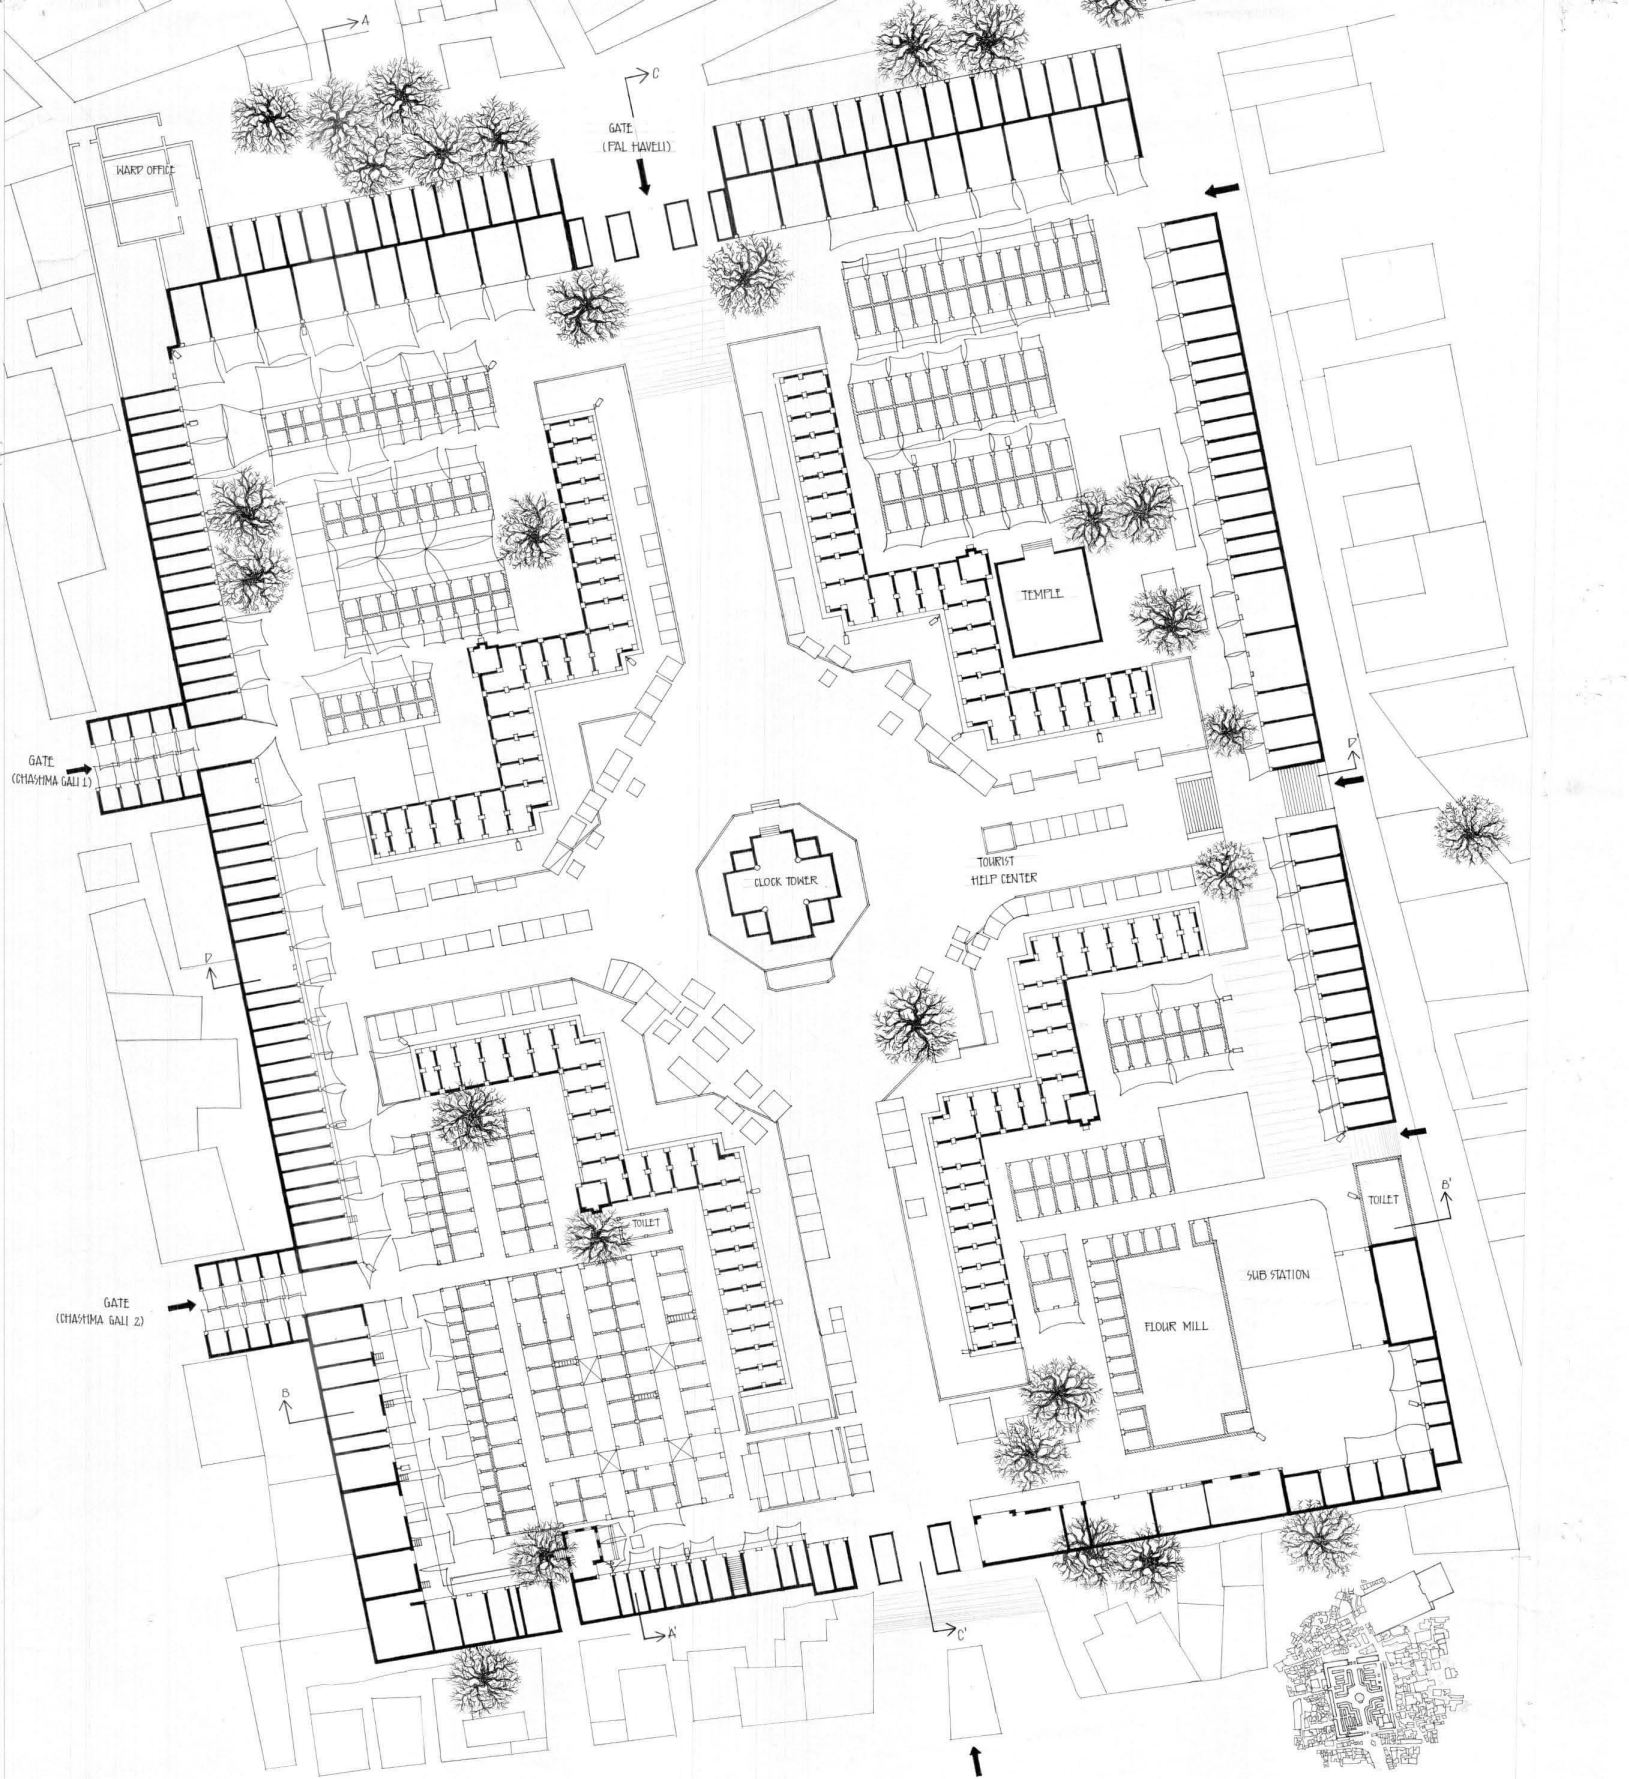 A
C
GATE
(PAL HAVELI)
WARD OFFICE
TEMPLE
GATE
(CHASHMA GALI 1)
D
CLOCK TOWER
TOURIST
HELP CENTER
D
TOILET
B'
TOILET
SUB STATION
GATE
(CHASHMA GALI 2)
FLOUR MILL
B
A'
C'